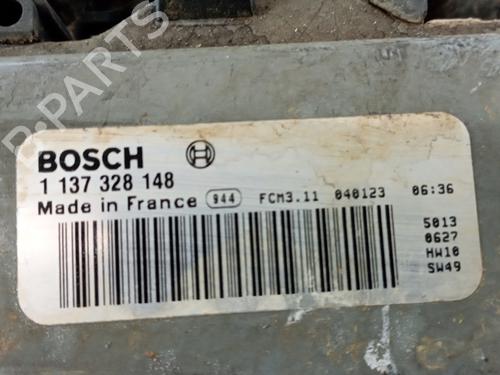 B-PARTS
BOSCH
1 137 328 148
Made in France 944 FCM3.11 040123 06:36
5013
0627
HW10
SW49